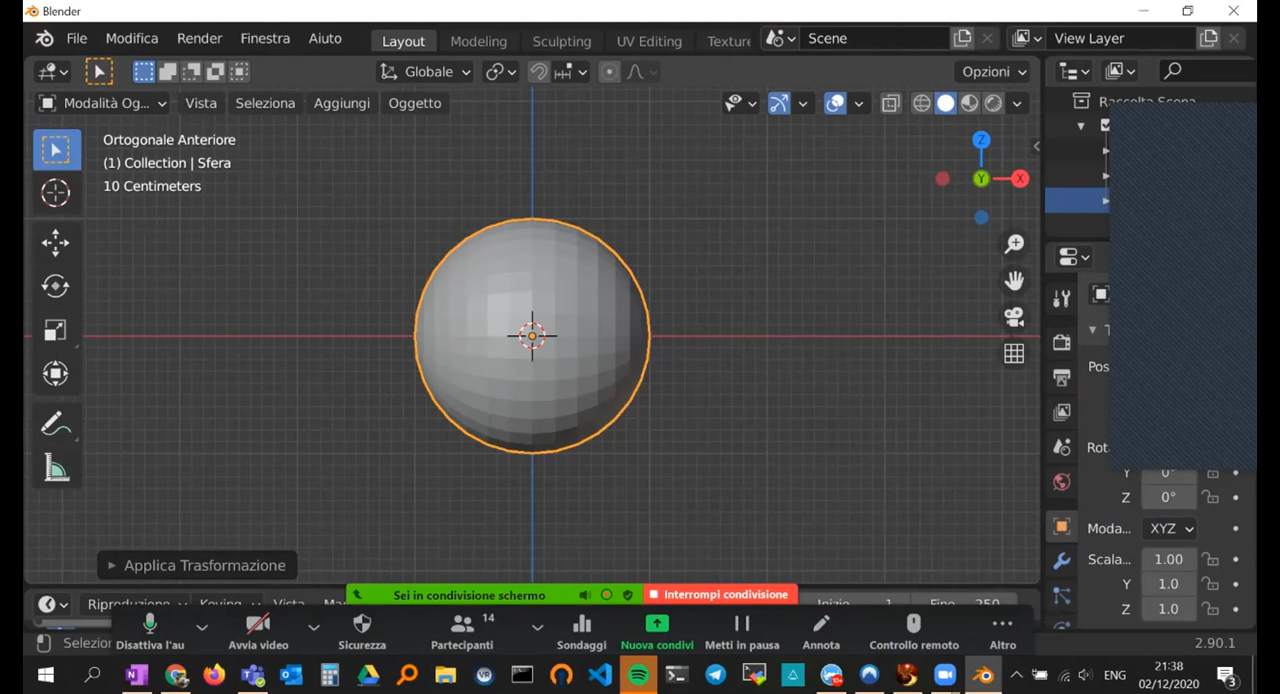 Blender
File Modifica Render Finestra Aiuto Layout Modeling Sculpting UV Editing Texture Scene View Layer
Globale Opzioni
Modalità Og... Vista Seleziona Aggiungi Oggetto
Raccolta Scena
Ortogonale Anteriore
(1) Collection | Sfera
10 Centimeters
Z
Y X
Pos
Rota
Y 0°
Z 0°
Moda... XYZ
Scala... 1.00
Y 1.0
Z 1.0
Applica Trasformazione
Sei in condivisione schermo Interrompi condivisione
Riproduzione Keying Vista Inizio 1 Fine 250
14
Selezion
Disattiva l'au Avvia video Sicurezza Partecipanti Sondaggi Nuova condivi Metti in pausa Annota Controllo remoto Altro
2.90.1
ENG
21:38
02/12/2020
3